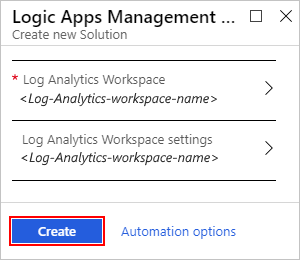 Logic Apps Management ...
Create new Solution
* Log Analytics Workspace
<Log-Analytics-workspace-name>
Log Analytics Workspace settings
<Log-Analytics-workspace-name>
Create Automation options